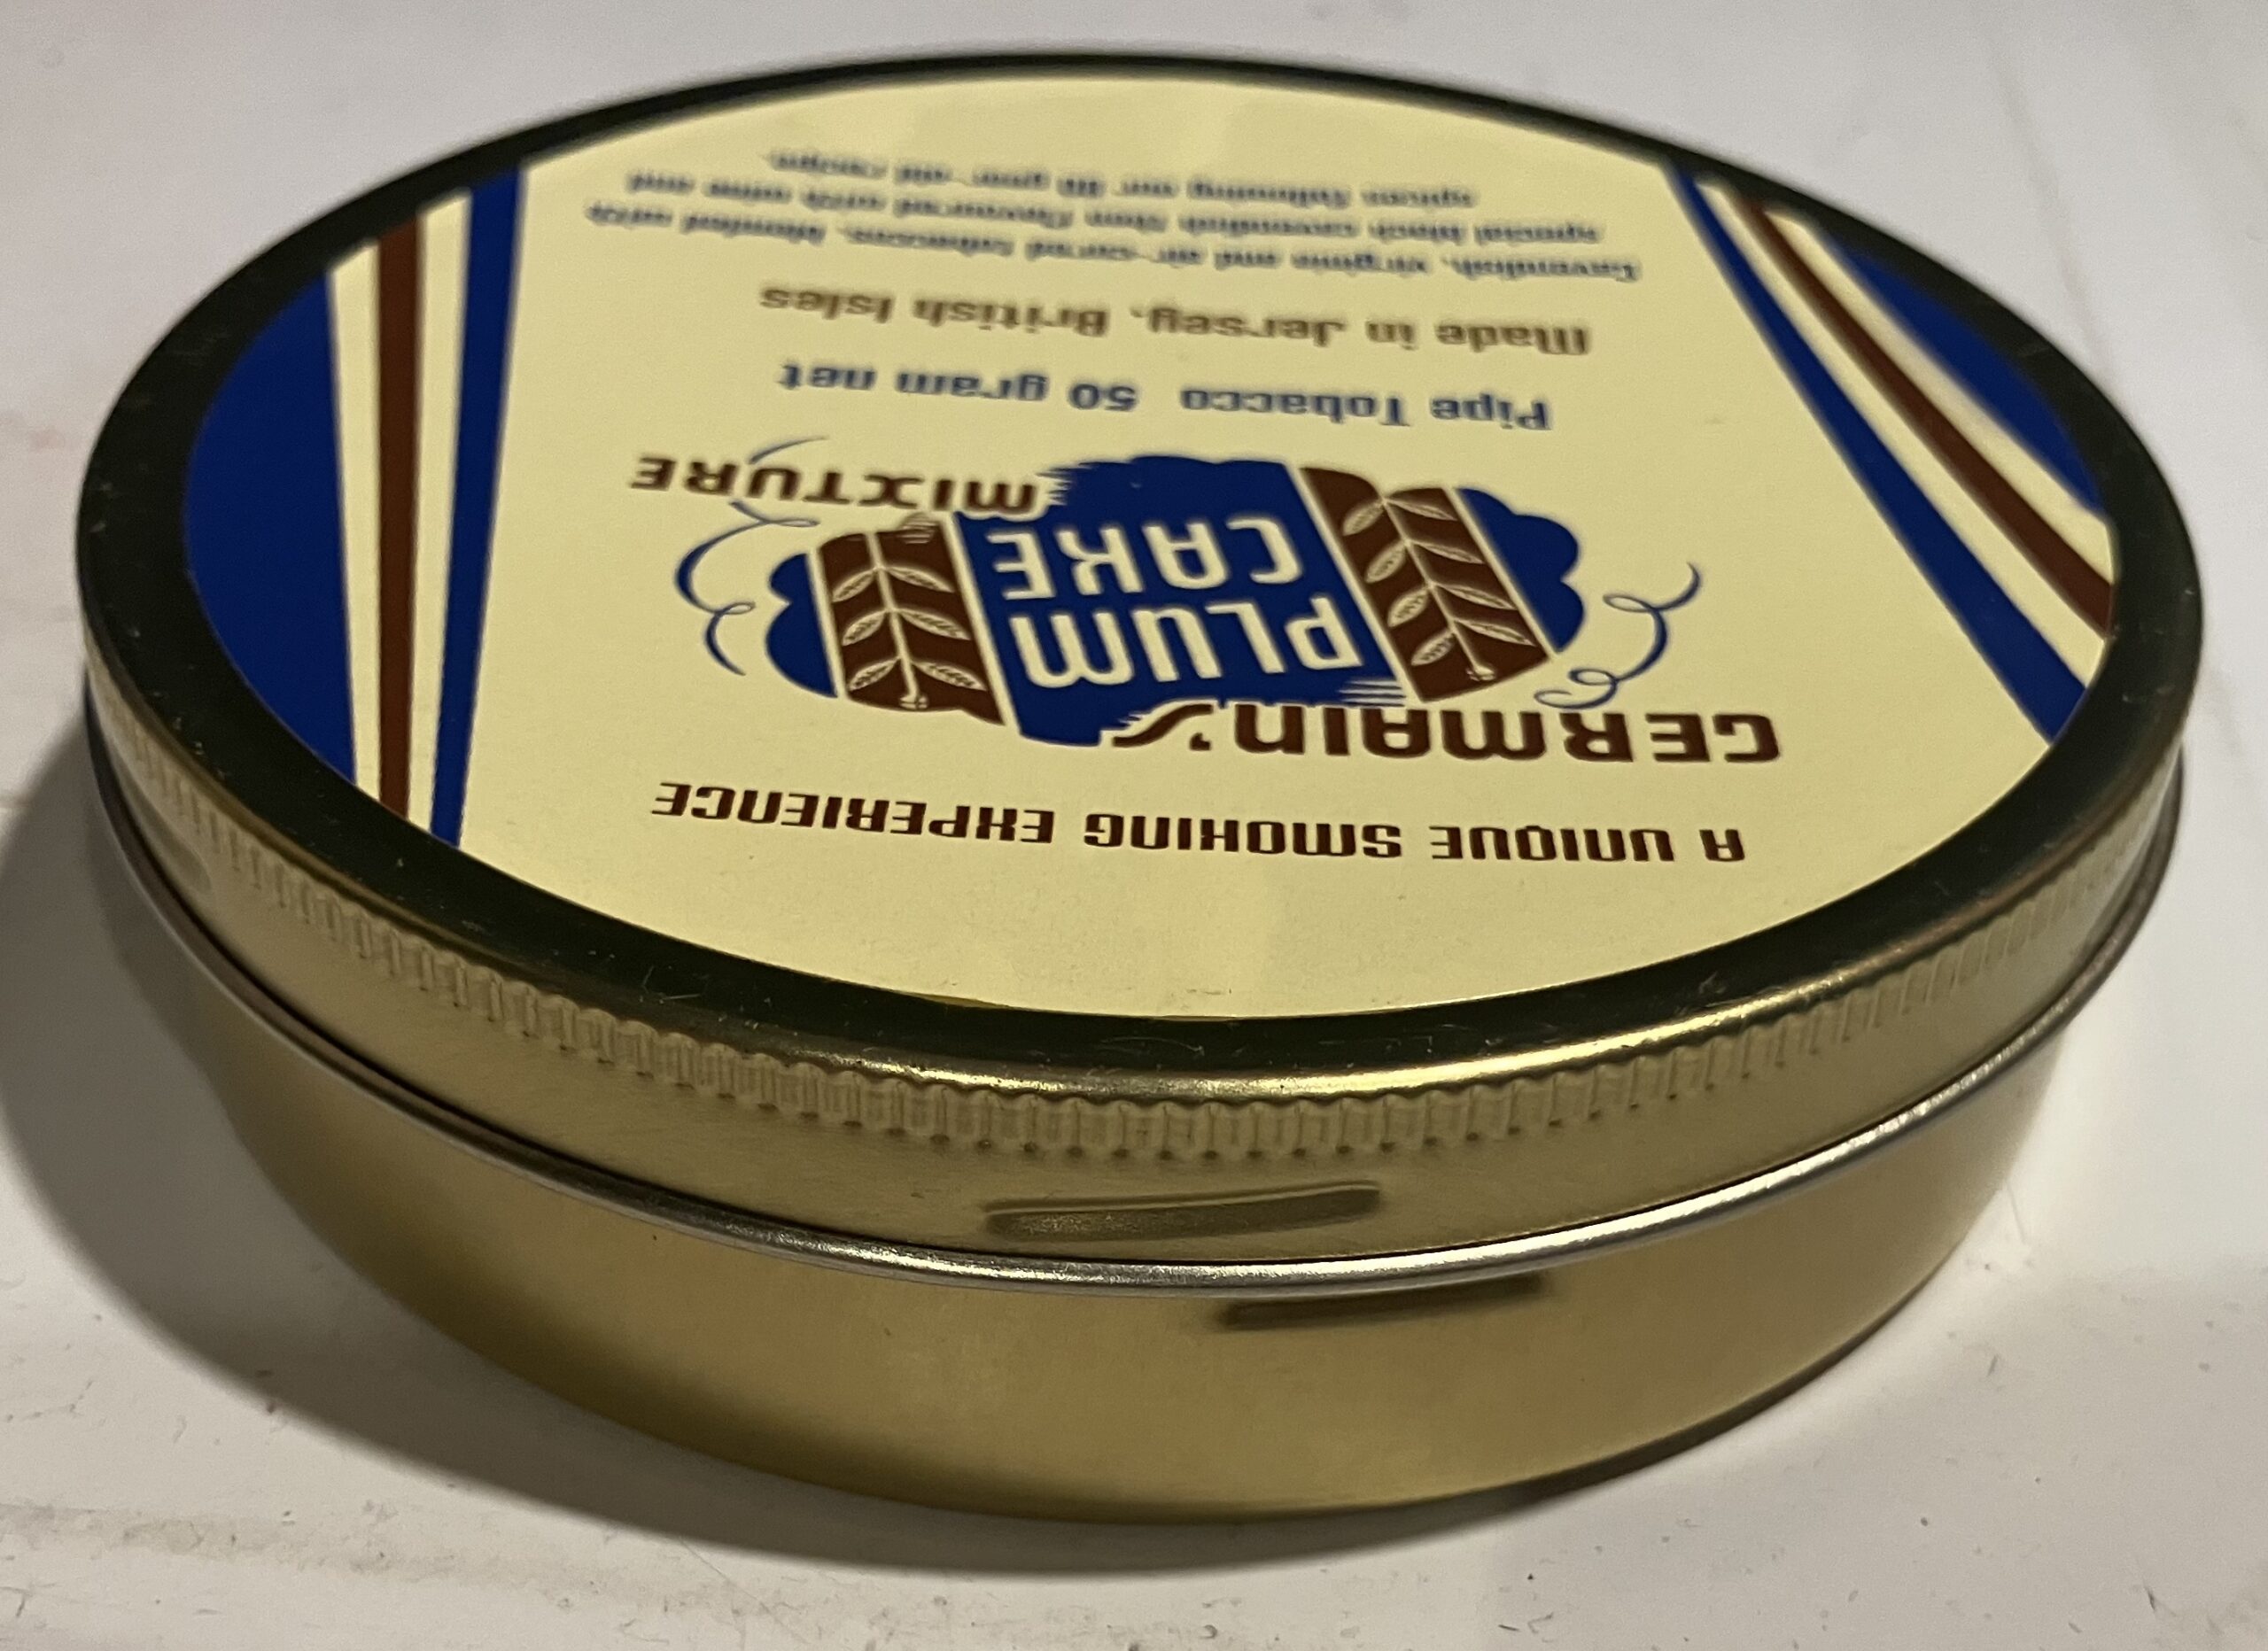 A UNIQUE SMOKING EXPERIENCE
GERMAIN'S
PLUM
CAKE
MIXTURE
Pipe Tobacco 50 gram net
Made in Jersey, British Isles
Cavendish, virginia and air-cured tobaccos, blended with
special black cavendish then flavoured with wine and
spices following our year-old recipe.